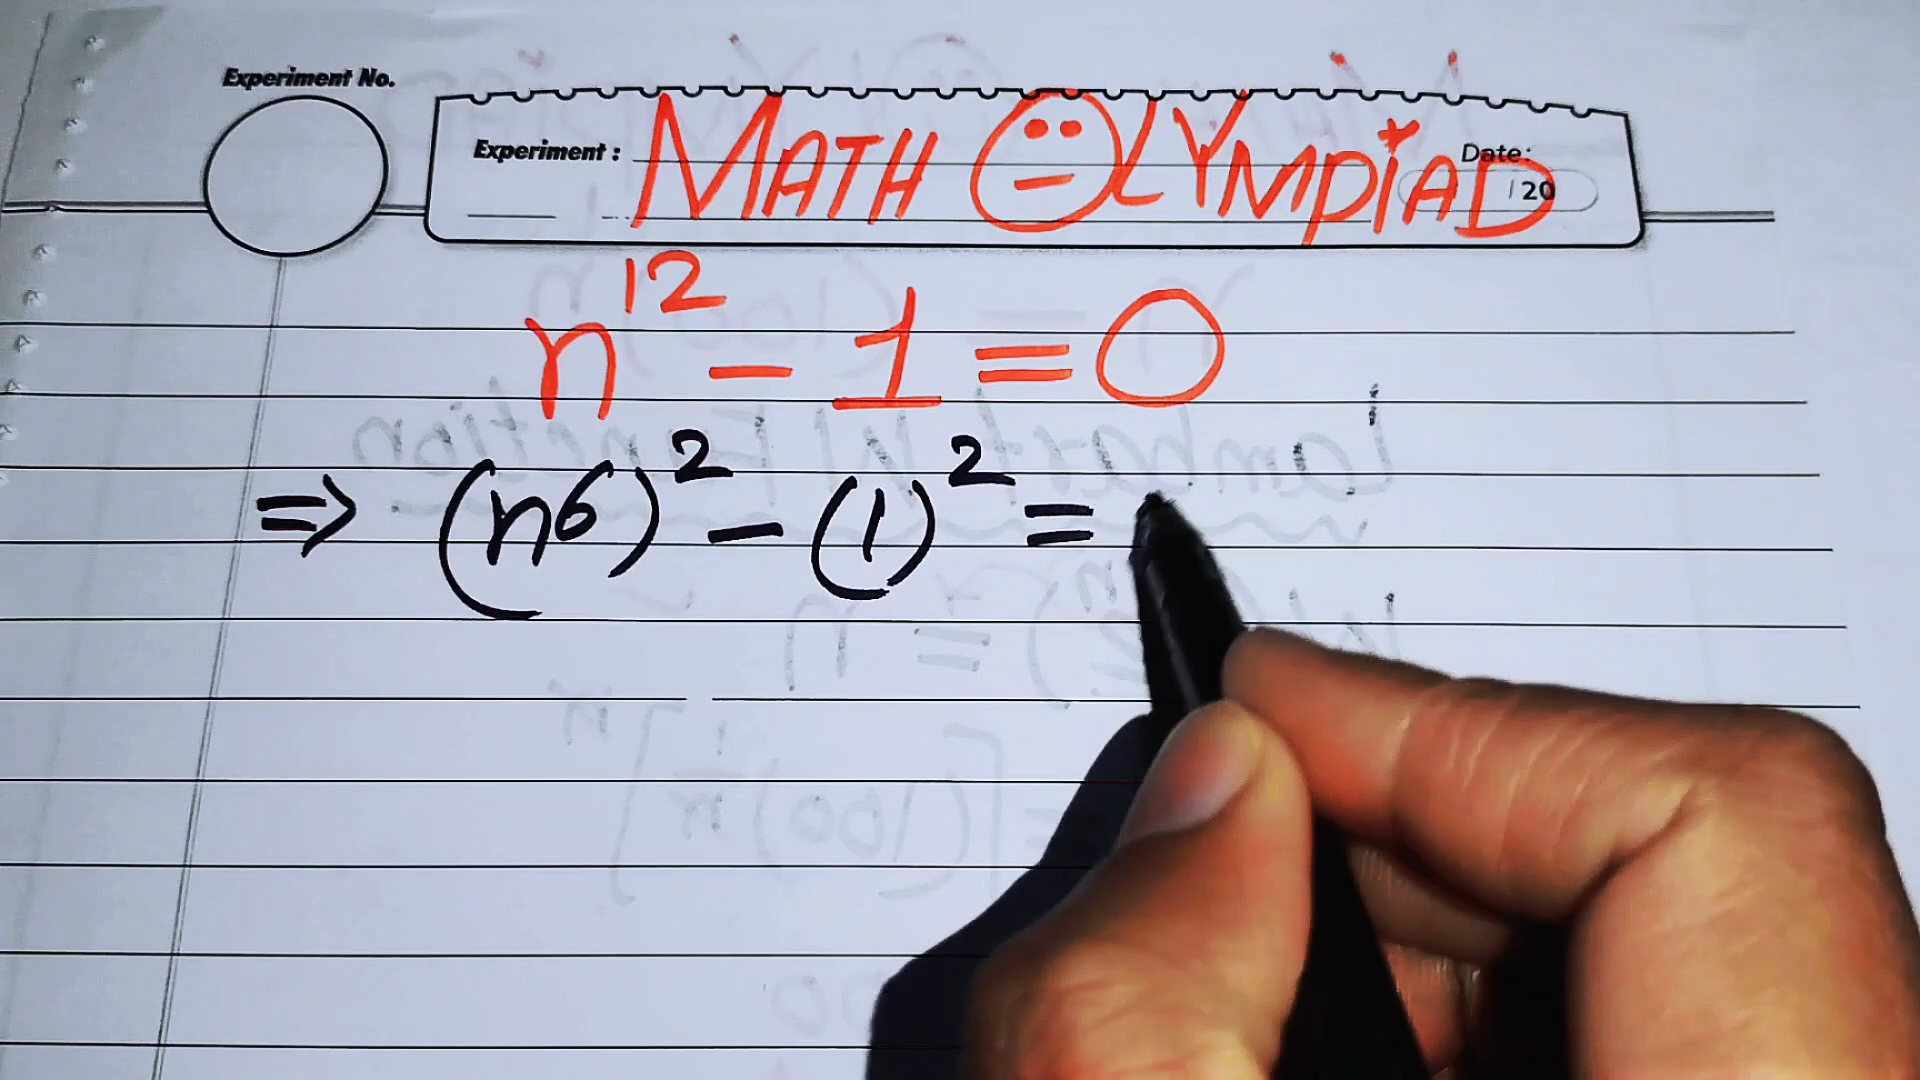 Experiment No.
Experiment : MATH OLYMPIAD Date:
/ 20
n¹² - 1 = 0
⇒ (n⁶)² - (1)² =